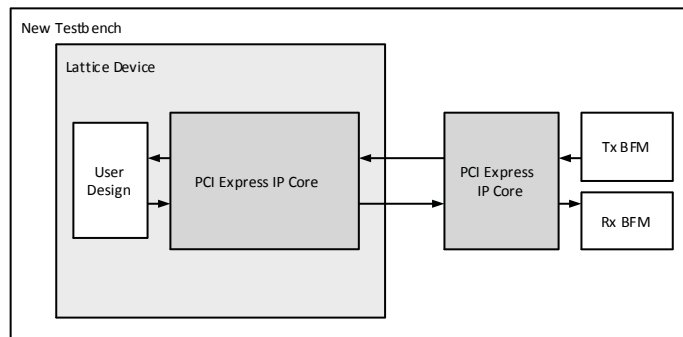 New Testbench
Lattice Device
User
Design
PCI Express IP Core
PCI Express
IP Core
Tx BFM
Rx BFM